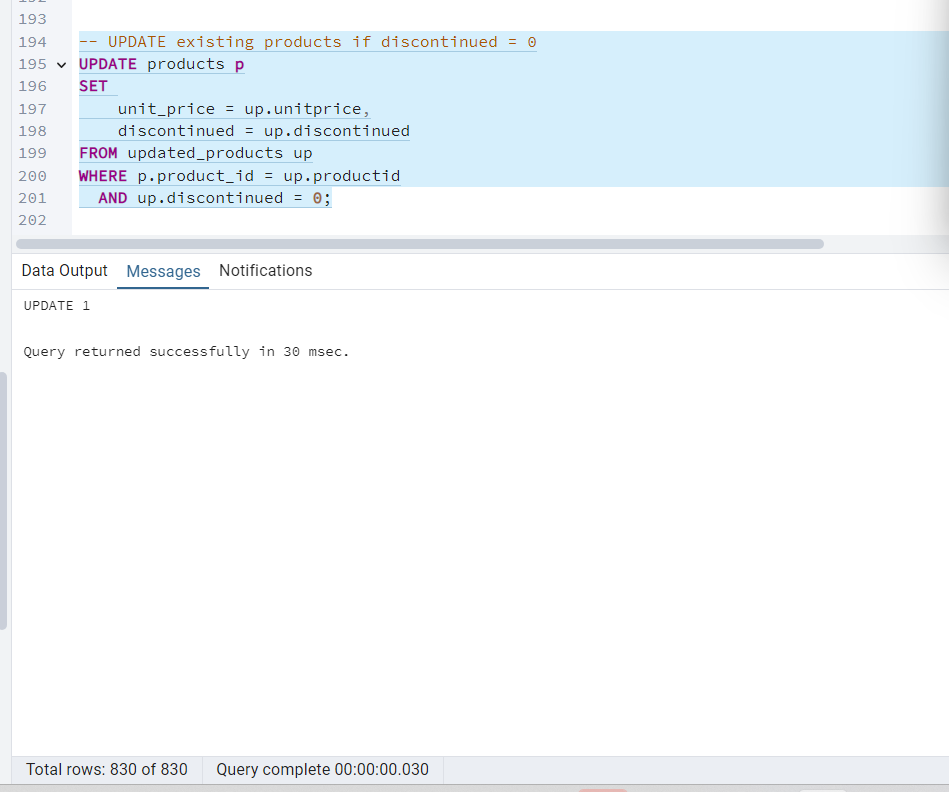 193
194 -- UPDATE existing products if discontinued = 0
195 UPDATE products p
196 SET
197 unit_price = up.unitprice,
198 discontinued = up.discontinued
199 FROM updated_products up
200 WHERE p.product_id = up.productid
201 AND up.discontinued = 0;
202
Data Output Messages Notifications
UPDATE 1
Query returned successfully in 30 msec.
Total rows: 830 of 830 Query complete 00:00:00.030